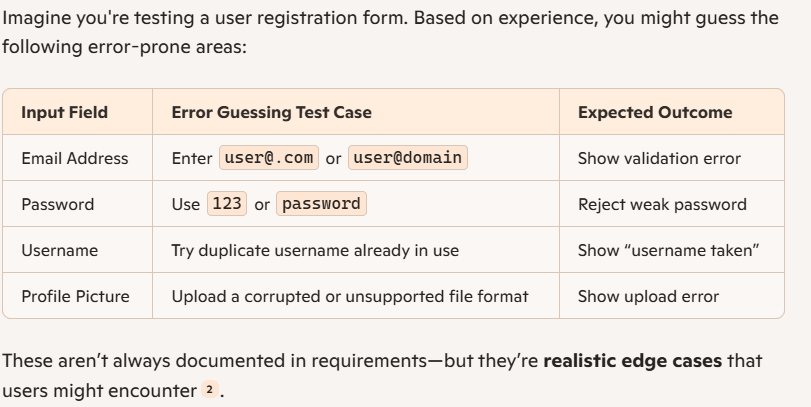 Imagine you're testing a user registration form. Based on experience, you might guess the
following error-prone areas:
Input Field Error Guessing Test Case Expected Outcome
Email Address Enter user@.com or user@domain Show validation error
Password Use 123 or password Reject weak password
Username Try duplicate username already in use Show “username taken”
Profile Picture Upload a corrupted or unsupported file format Show upload error
These aren’t always documented in requirements—but they’re realistic edge cases that
users might encounter 2 .